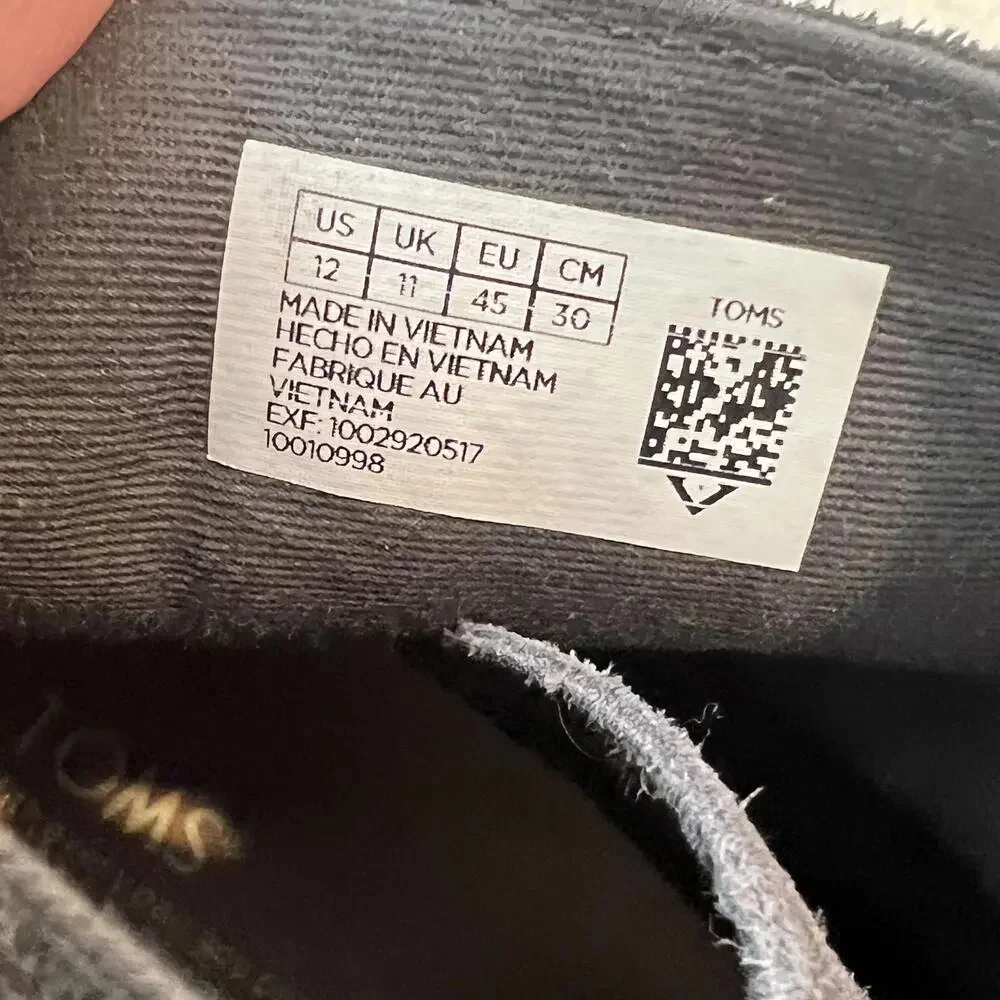 US UK EU CM
12 11 45 30
MADE IN VIETNAM
HECHO EN VIETNAM
FABRIQUE AU
VIETNAM
EXF: 1002920517
10010998
TOMS
TOMS